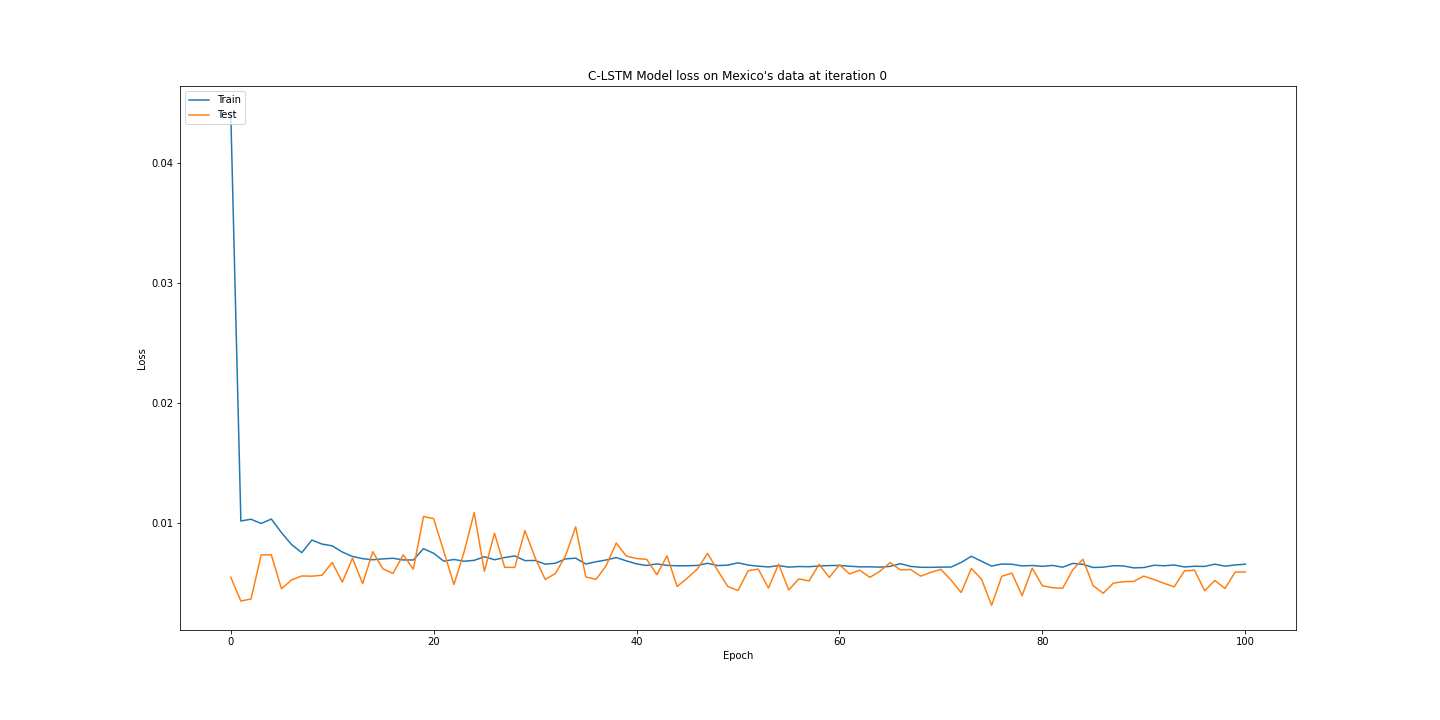 C-LSTM Model loss on Mexico's data at iteration 0
Train
Test
0.04
0.03
0.02
0.01
Loss
0 20 40 60 80 100
Epoch